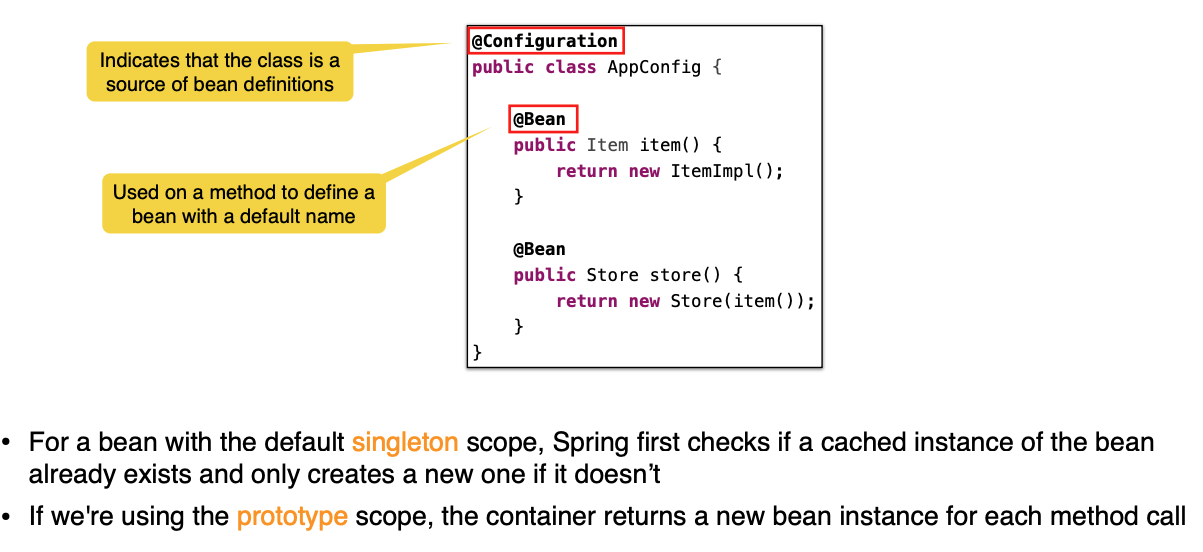 Indicates that the class is a
source of bean definitions
@Configuration
public class AppConfig {
@Bean
public Item item() {
return new ItemImpl();
}
Used on a method to define a
bean with a default name
@Bean
public Store store() {
return new Store(item());
}
}
• For a bean with the default singleton scope, Spring first checks if a cached instance of the bean
already exists and only creates a new one if it doesn’t
• If we're using the prototype scope, the container returns a new bean instance for each method call